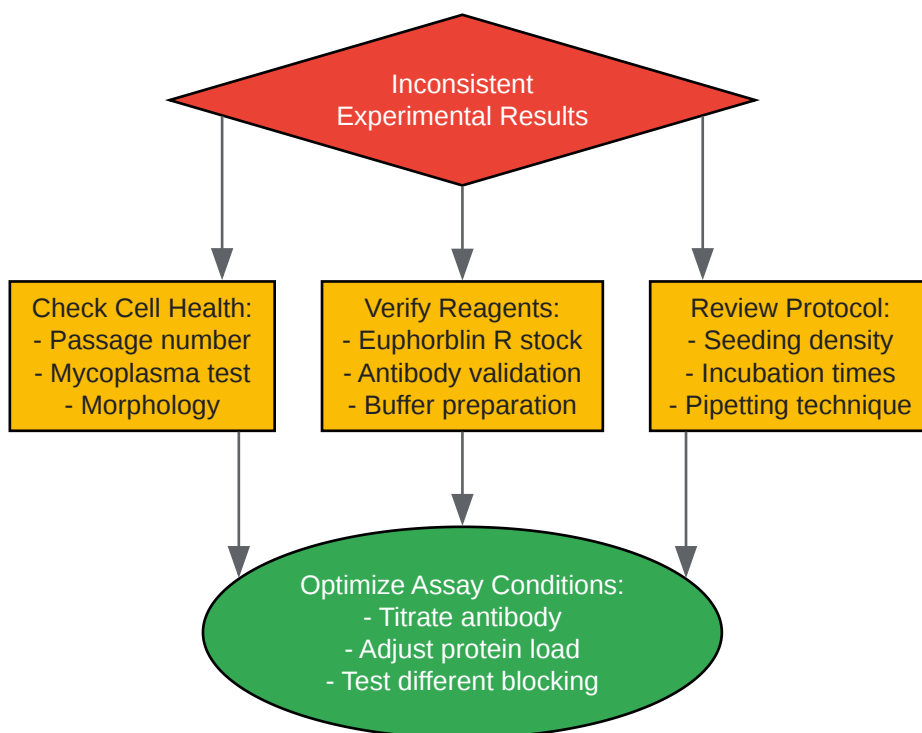 Inconsistent
Experimental Results
Check Cell Health:
- Passage number
- Mycoplasma test
- Morphology
Verify Reagents:
- Euphorblin R stock
- Antibody validation
- Buffer preparation
Review Protocol:
- Seeding density
- Incubation times
- Pipetting technique
Optimize Assay Conditions:
- Titrate antibody
- Adjust protein load
- Test different blocking